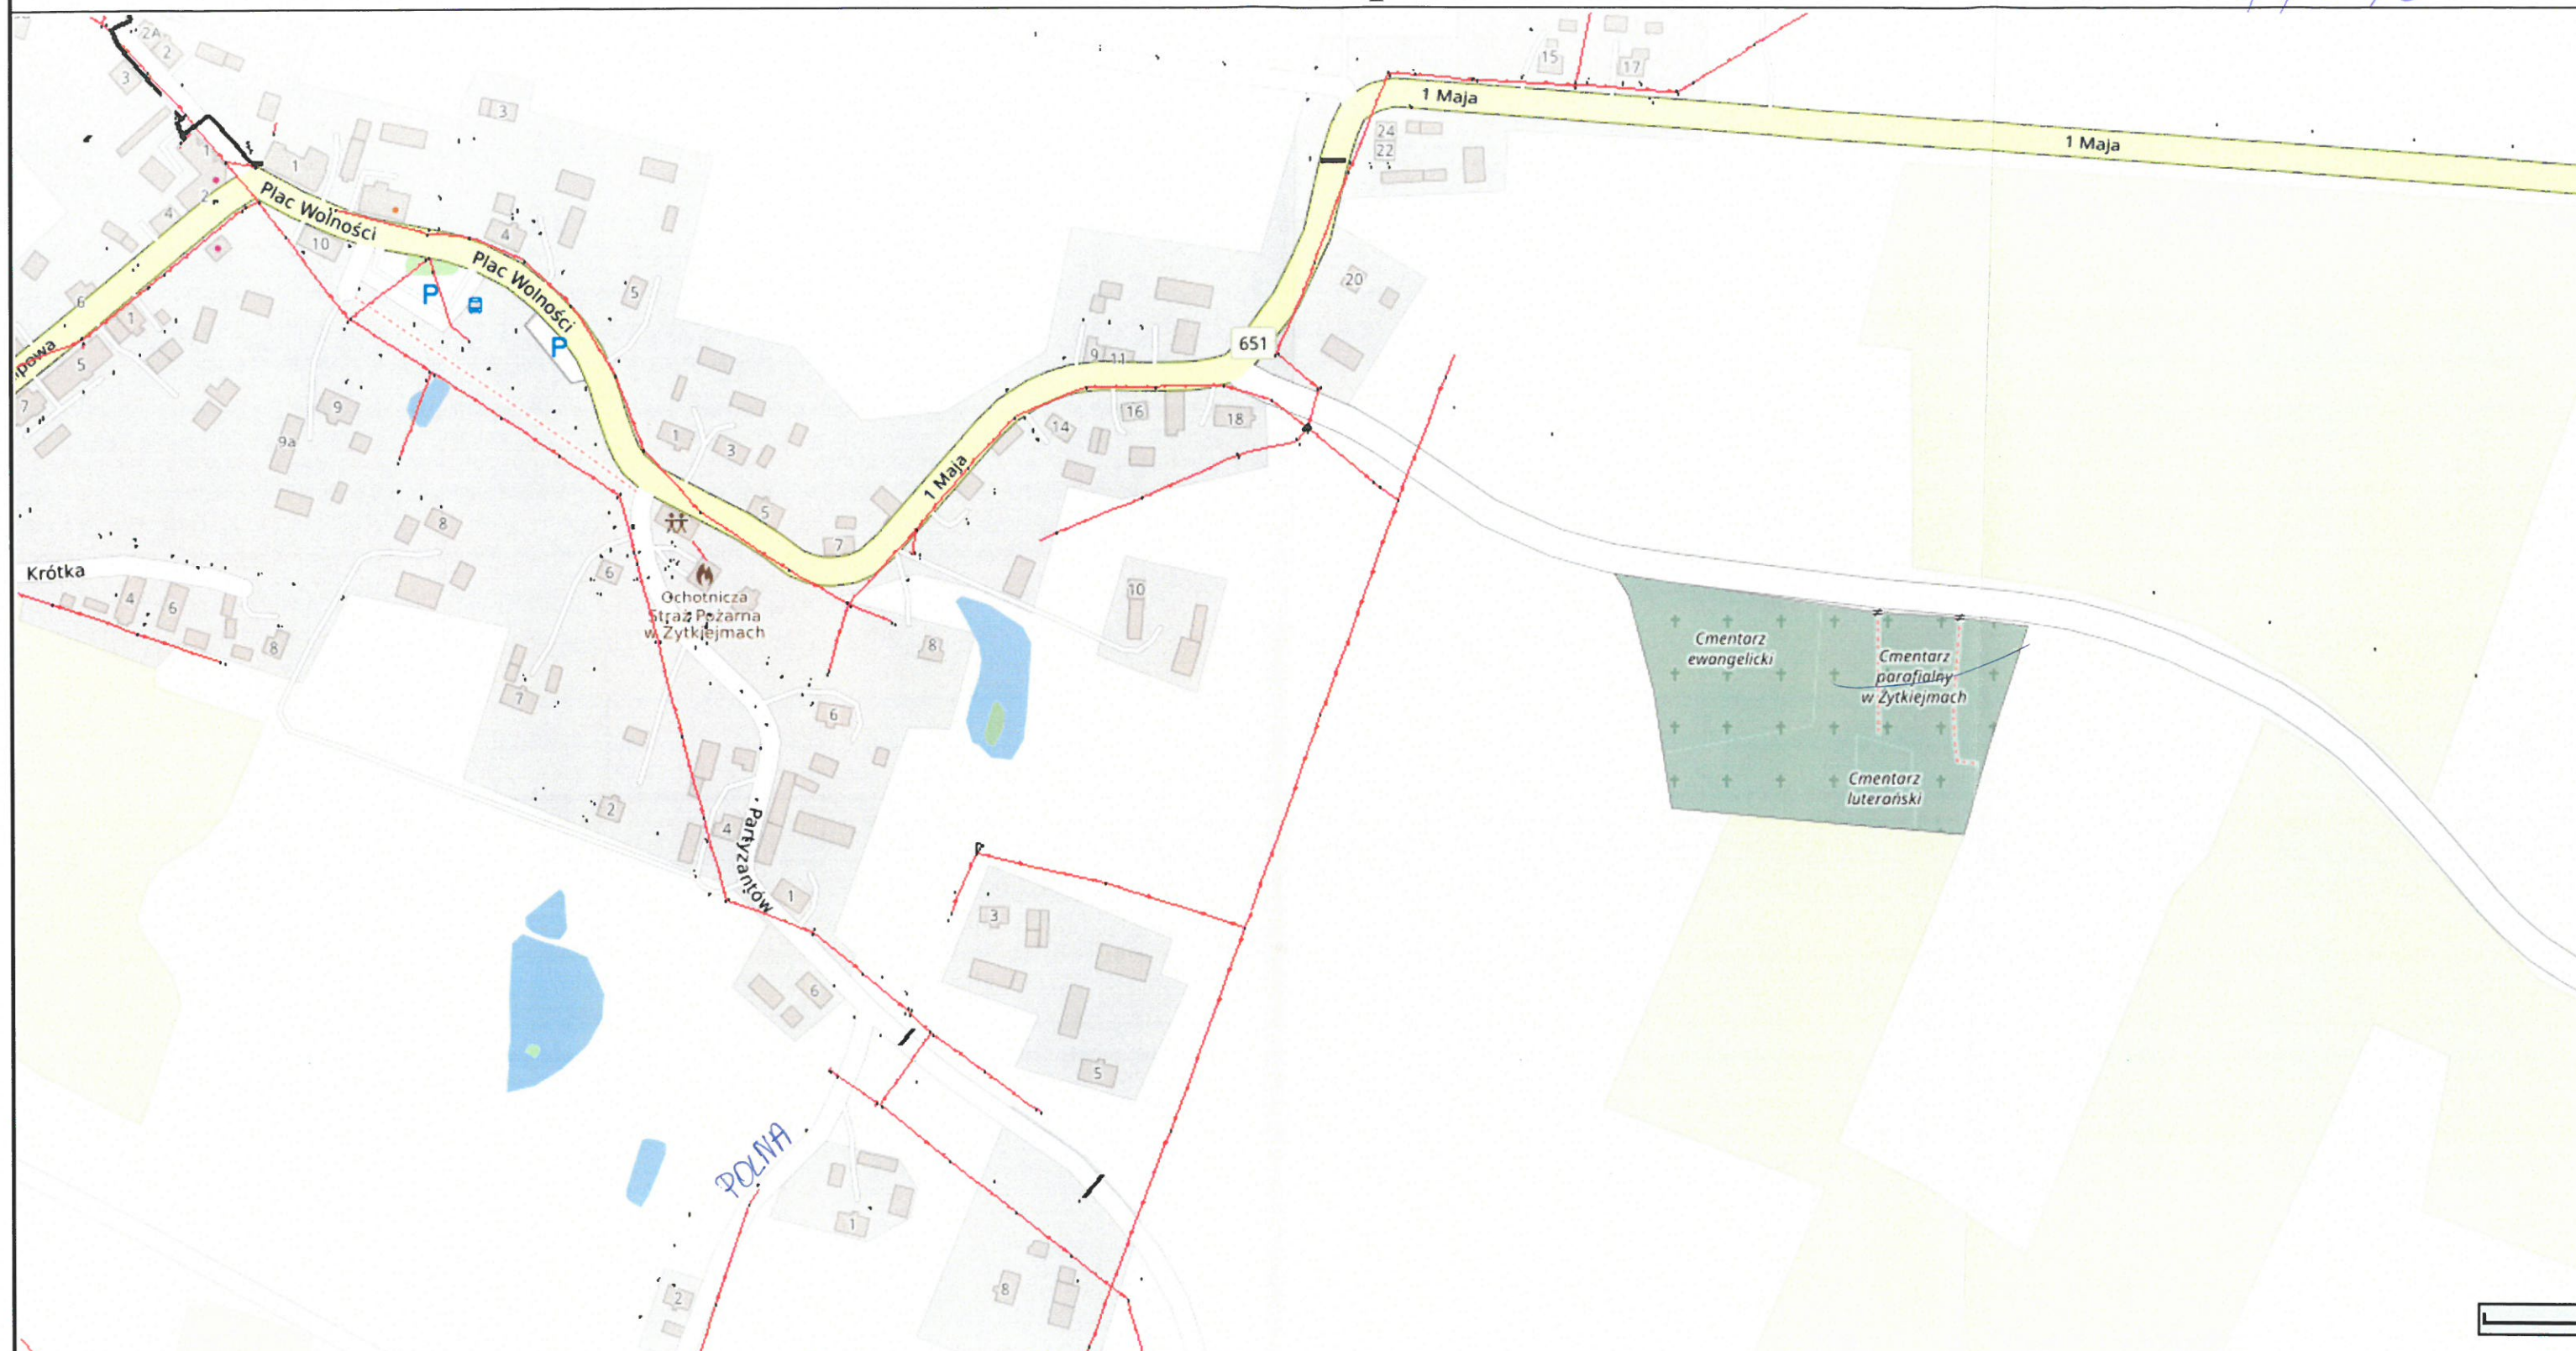 2A
2
3
3
15
17
1 Maja
24
22
1 Maja
1
1
2
4
Plac Wolności
10
4
Plac Wolności
P
P
5
20
6
1
651
powa
5
9 11
7
9
16
18
14
9a
1
3
1 Maja
5
8
7
6
Krótka
4
6
8
Ochotnicza
Straż Pożarna
w Żytkiejmach
10
8
Cmentarz
ewangelicki
Cmentarz
parafialny
w Żytkiejmach
7
6
Cmentarz
luterański
2
4
Partyzantów
1
3
6
5
POLNA
1
2
8